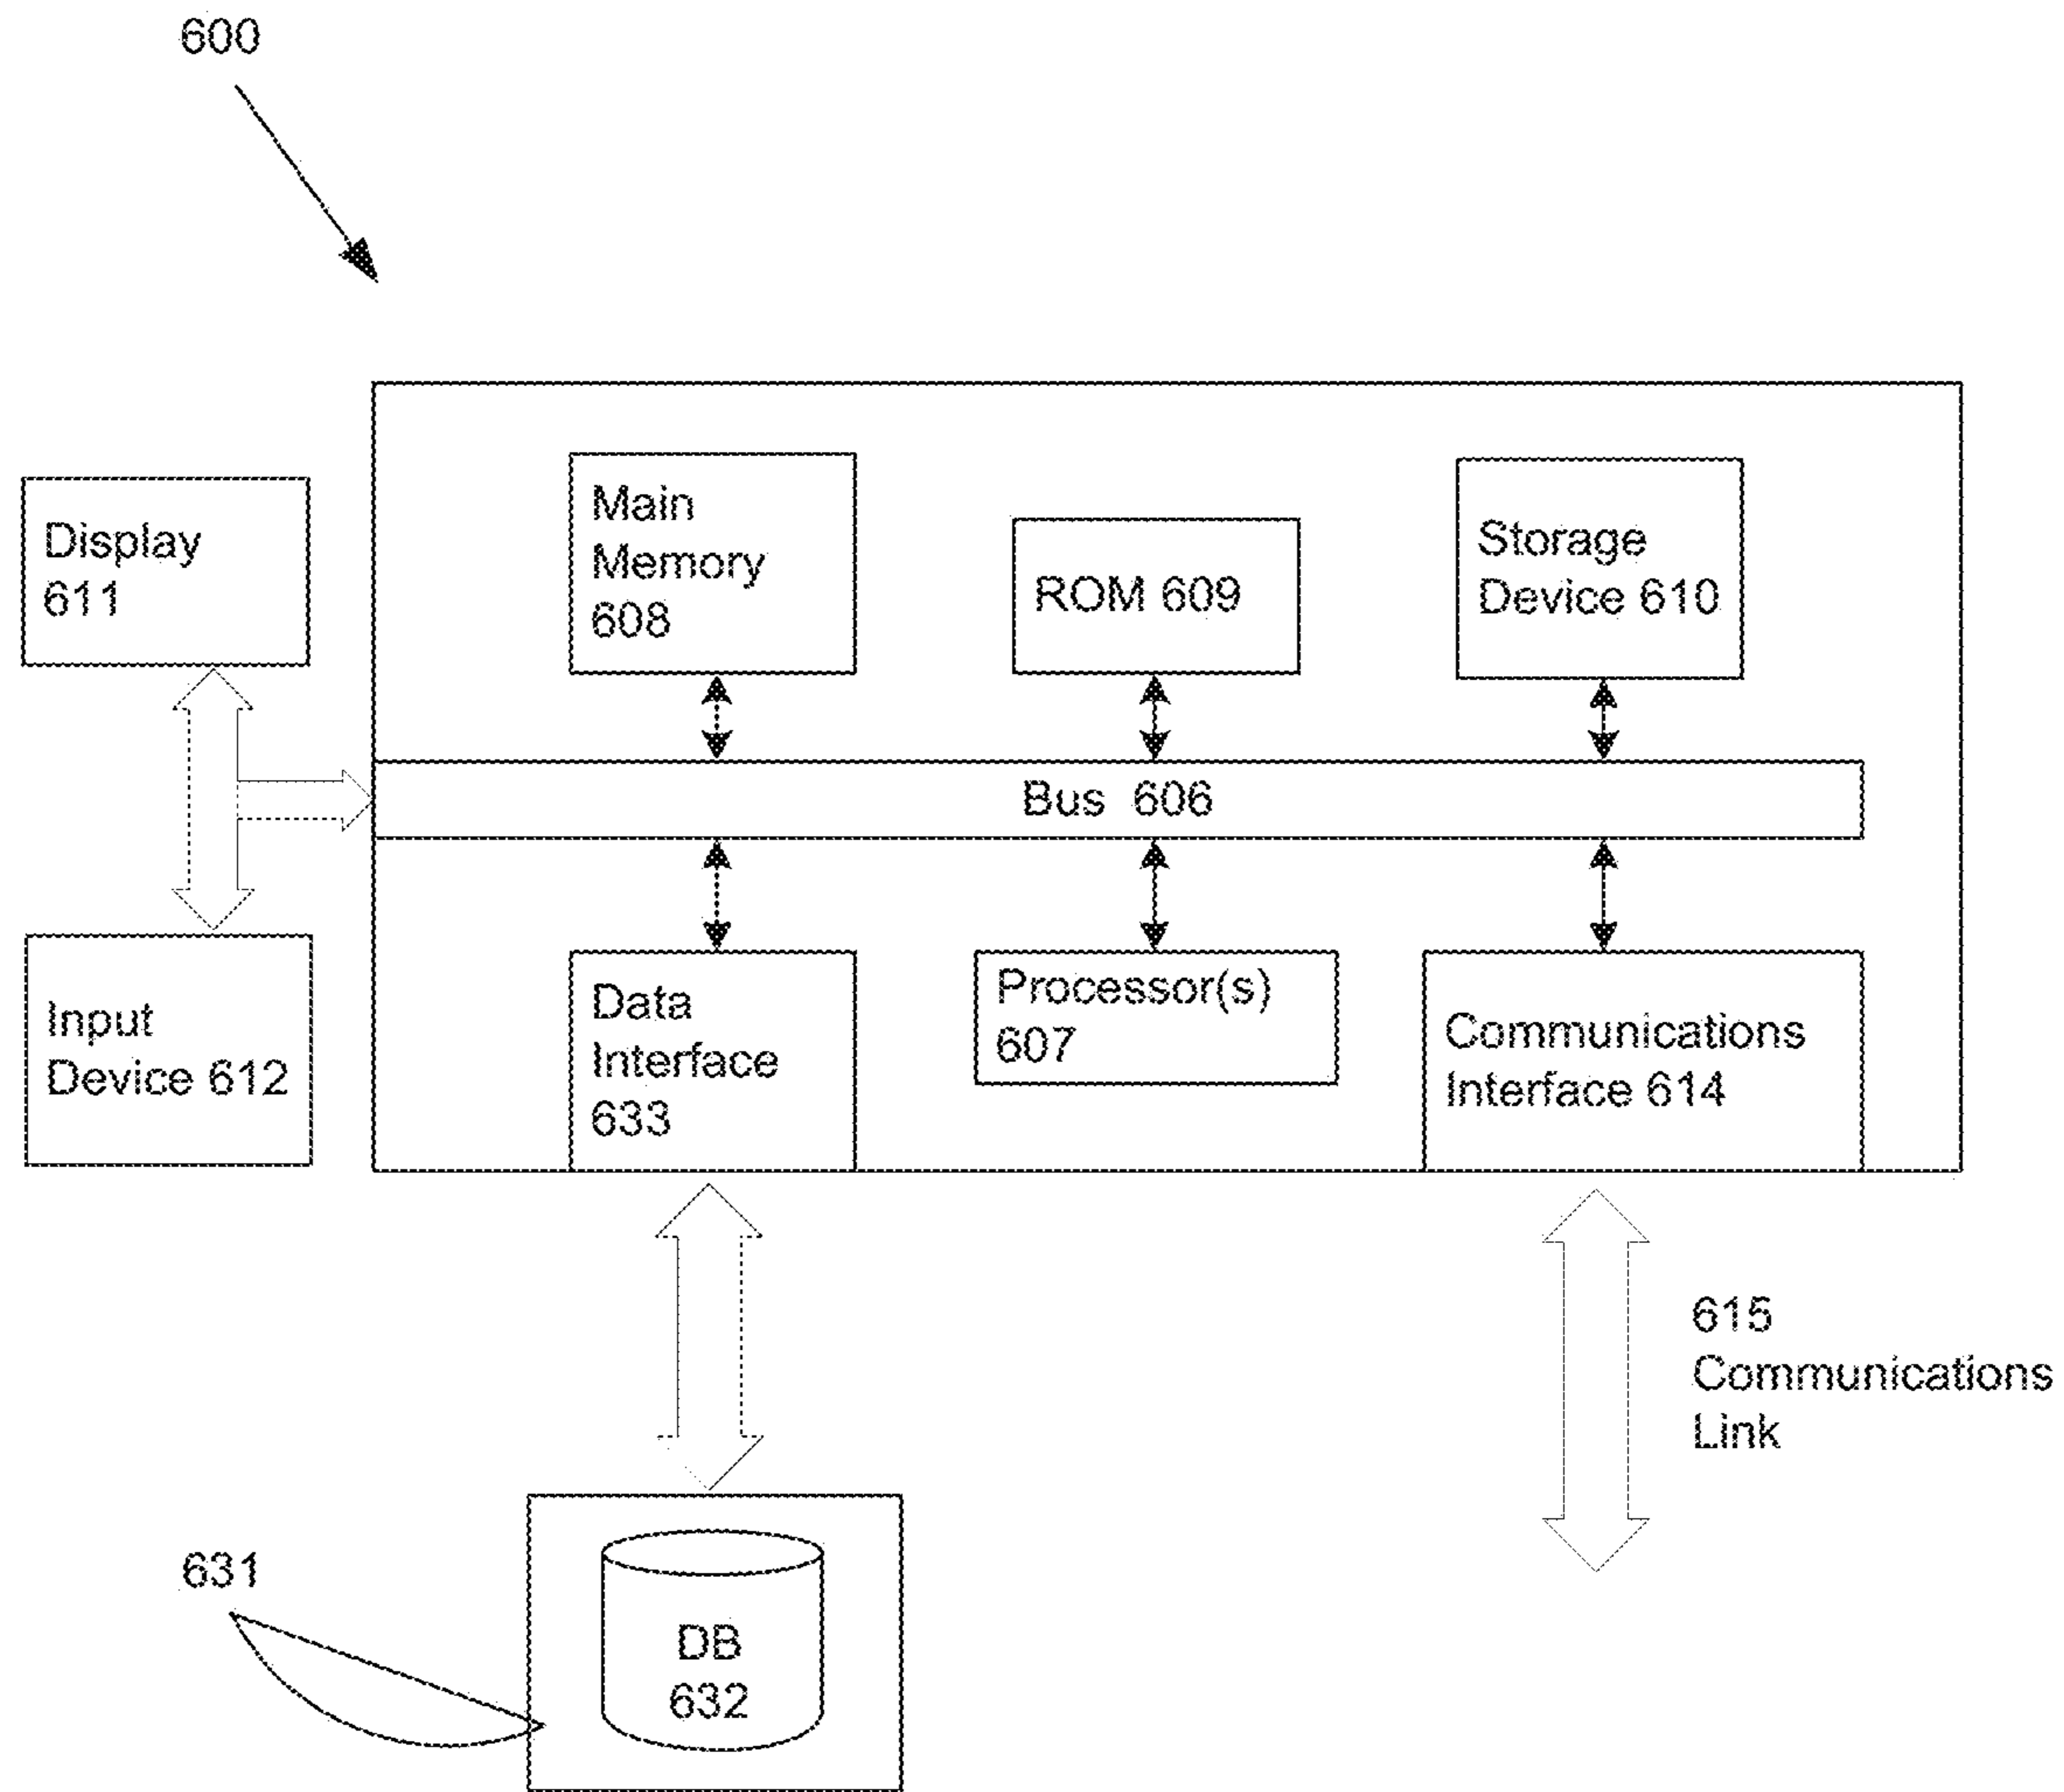 600
Display
611
Main
Memory
608
ROM 609
Storage
Device 610
Bus 606
Input
Device 612
Data
Interface
633
Processor(s)
607
Communications
Interface 614
615
Communications
Link
631
DB
632